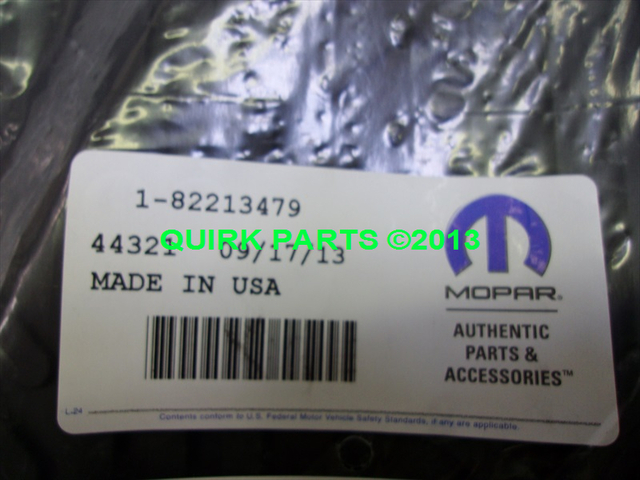 1-82213479
44321 09/17/13
QUIRK PARTS ©2013
MADE IN USA
MOPAR®
AUTHENTIC
PARTS &
ACCESSORIES™
L-24
Contents conform to U.S. Federal Motor Vehicle Safety Standards, if any are applicable.